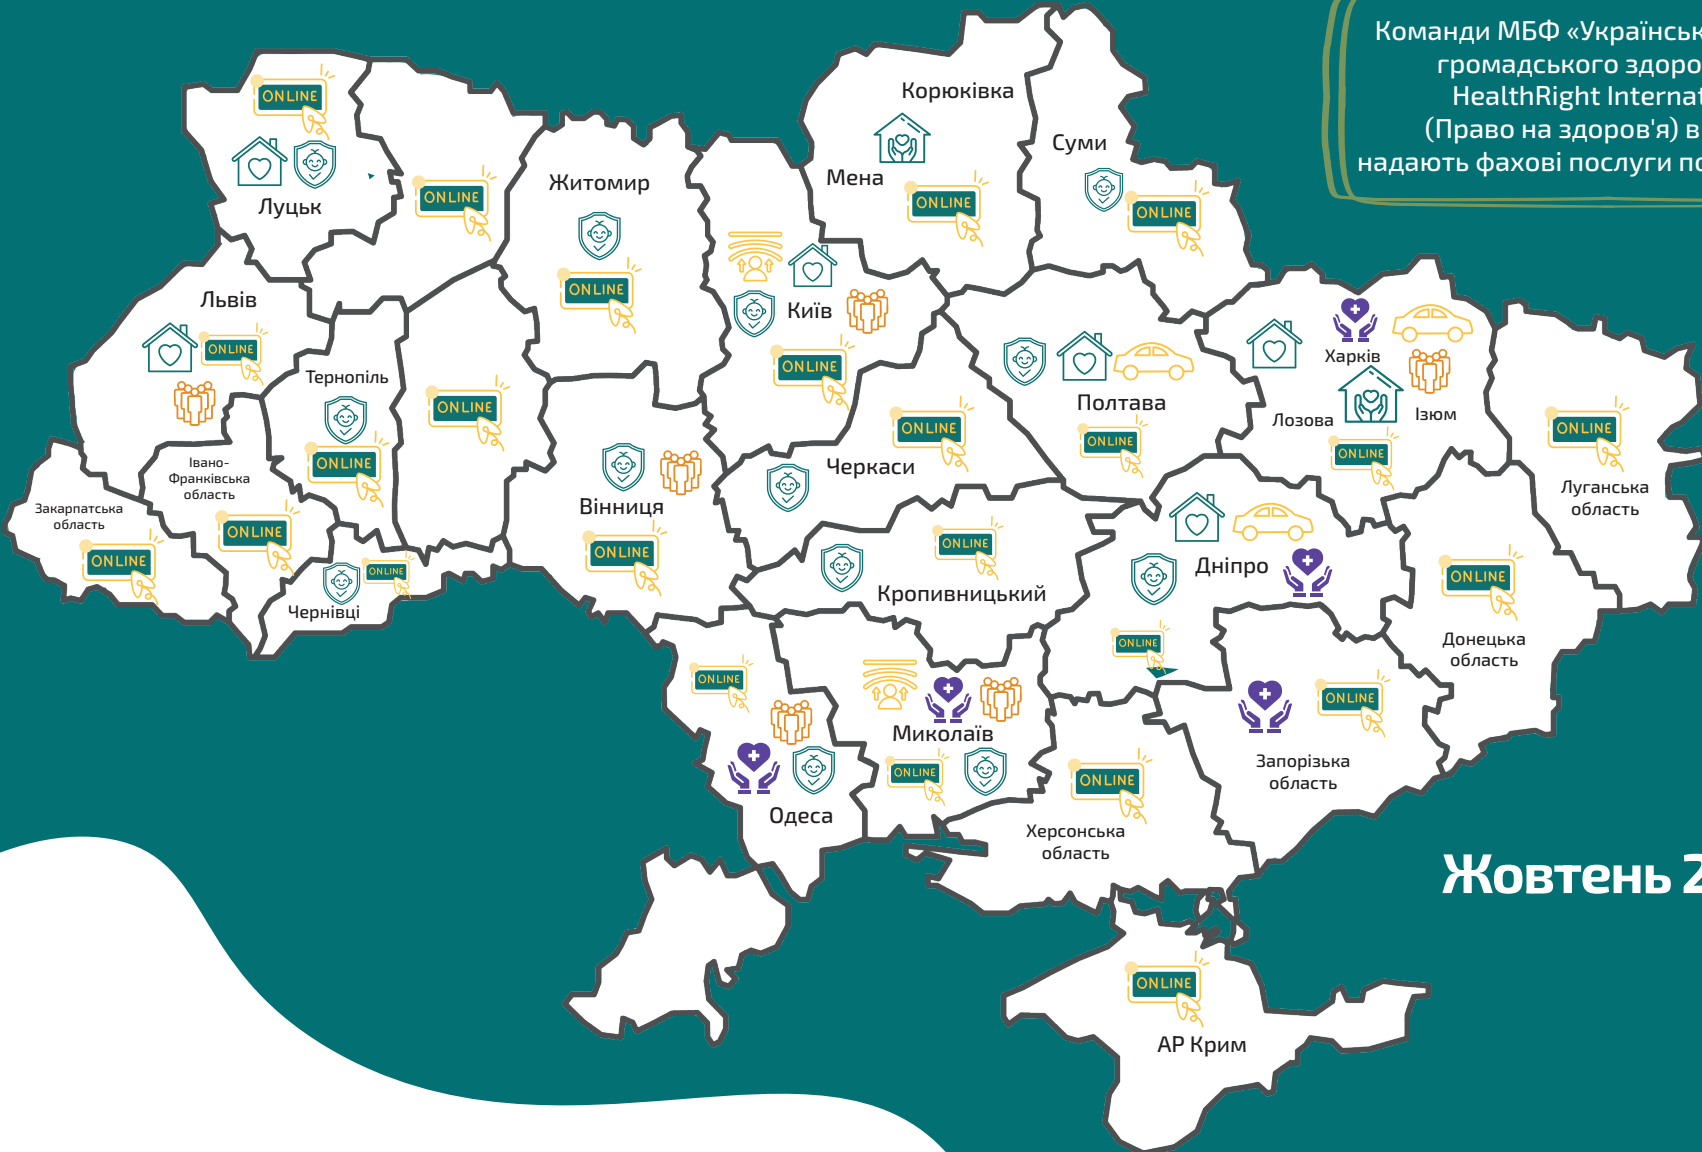 Команди МБФ «Українськ
громадського здоро
HealthRight Internat
(Право на здоров'я) в
надають фахові послуги по
Корюківка
ONLINE
Суми
Мена
Житомир
ONLINE
Луцьк
ONLINE
ONLINE
ONLINE
Львів
ONLINE
Київ
ONLINE
Харків
Тернопіль
ONLINE
ONLINE
Полтава
ONLINE
Лозова
Ізюм
ONLINE
ONLINE
Черкаси
ONLINE
Івано-
Франківська
область
ONLINE
Закарпатська
область
ONLINE
Вінниця
ONLINE
Луганська
область
ONLINE
Кропивницький
ONLINE
Дніпро
ONLINE
ONLINE
Чернівці
ONLINE
Донецька
область
ONLINE
Миколаїв
ONLINE
ONLINE
Запорізька
область
Одеса
ONLINE
Херсонська
область
Жовтень 2
ONLINE
АР Крим